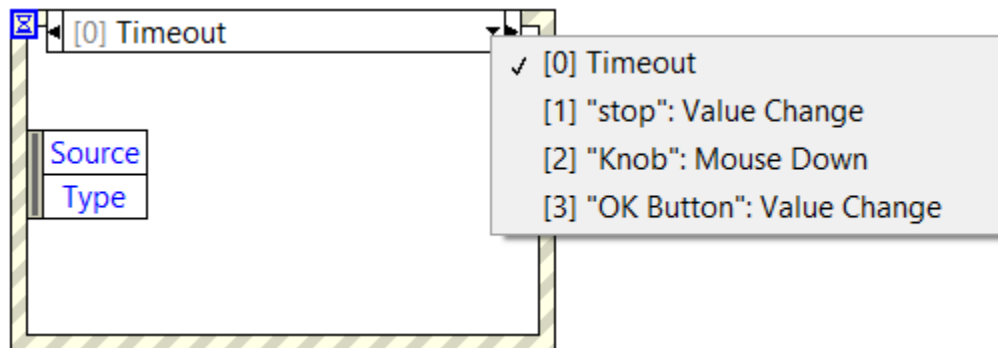 [0] Timeout
[0] Timeout
[1] "stop": Value Change
[2] "Knob": Mouse Down
[3] "OK Button": Value Change
Source
Type